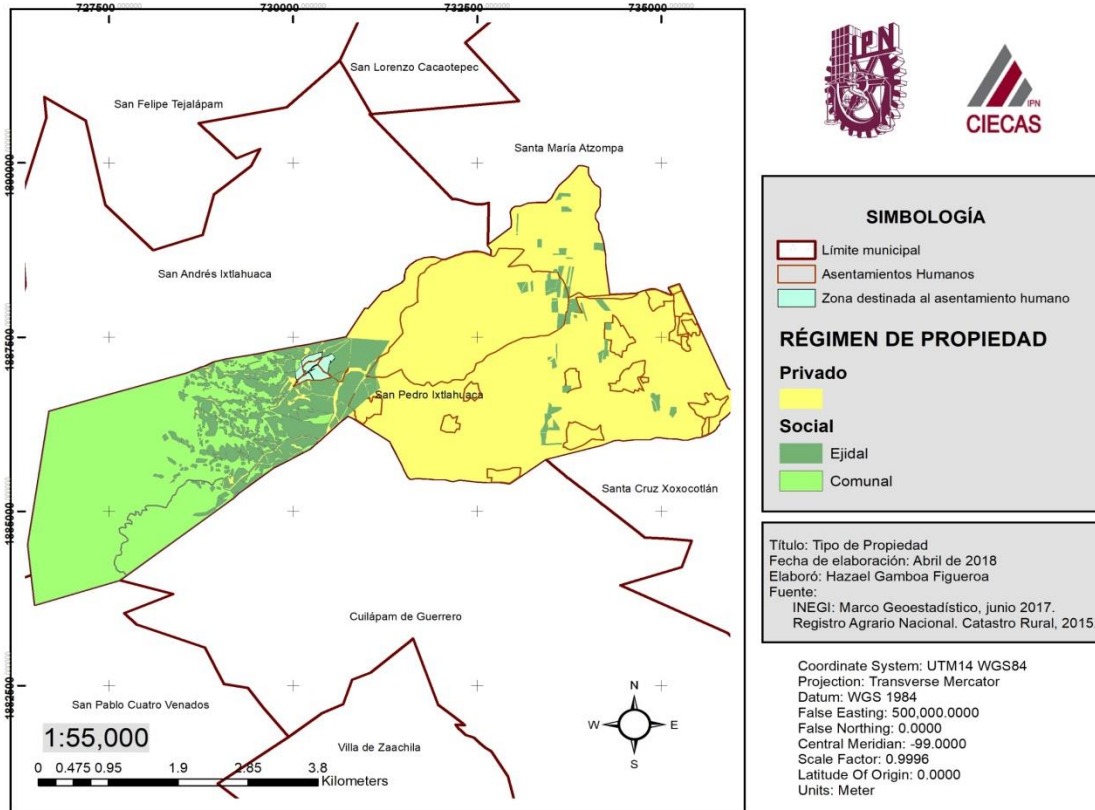 727500.000000 730000.000000 732500.000000 735000.000000
San Lorenzo Cacaotepec
San Felipe Tejalápam
Santa María Atzompa
1890000
San Andrés Ixtlahuaca
1887500
San Pedro Ixtlahuaca
Santa Cruz Xoxocotlán
1885000
Cuilápam de Guerrero
1882500
San Pablo Cuatro Venados
Villa de Zaachila
1:55,000
0 0.475 0.95 1.9 2.85 3.8
Kilometers
N
W E
S
IPN
IPN
CIECAS
SIMBOLOGÍA
Límite municipal
Asentamientos Humanos
Zona destinada al asentamiento humano
RÉGIMEN DE PROPIEDAD
Privado
Social
Ejidal
Comunal
Título: Tipo de Propiedad
Fecha de elaboración: Abril de 2018
Elaboró: Hazael Gamboa Figueroa
Fuente:
INEGI: Marco Geoestadístico, junio 2017.
Registro Agrario Nacional. Catastro Rural, 2015.
Coordinate System: UTM14 WGS84
Projection: Transverse Mercator
Datum: WGS 1984
False Easting: 500,000.0000
False Northing: 0.0000
Central Meridian: -99.0000
Scale Factor: 0.9996
Latitude Of Origin: 0.0000
Units: Meter